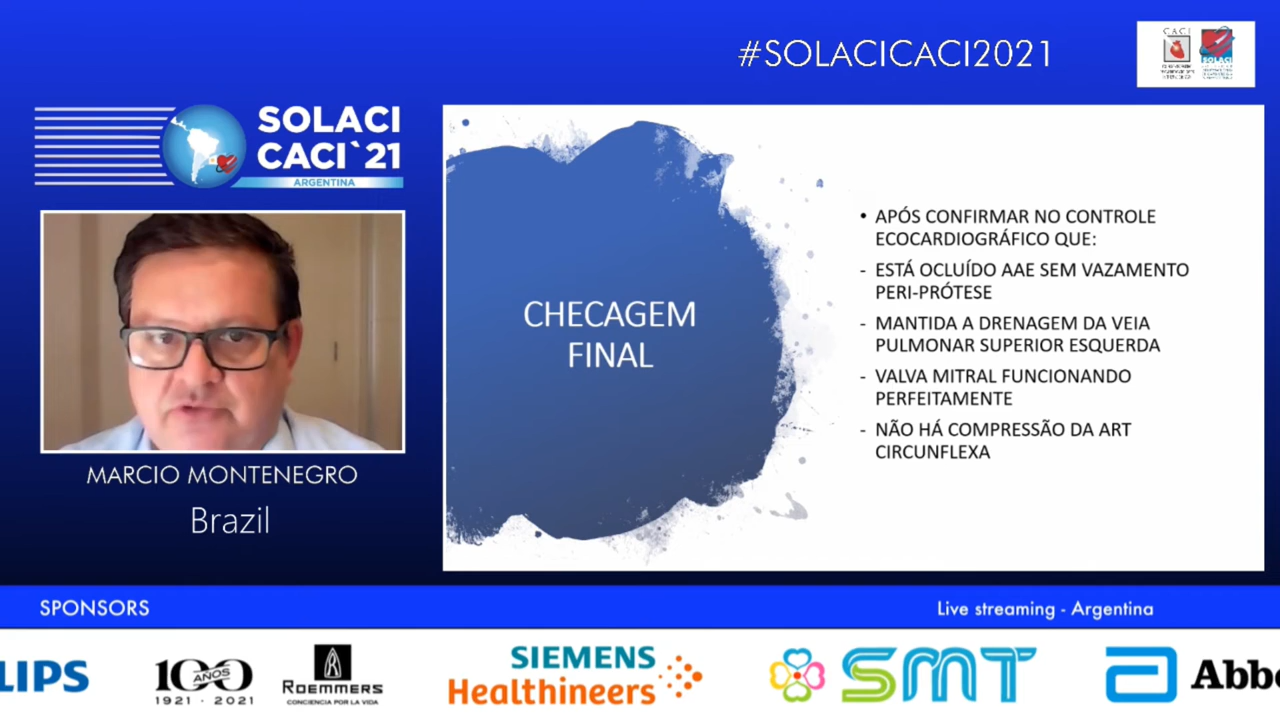 #SOLACICACI2021
CACI
SOLACI
SOLACI
CACI`21
ARGENTINA
MARCIO MONTENEGRO
Brazil
CHECAGEM
FINAL
• APÓS CONFIRMAR NO CONTROLE
ECOCARDIOGRÁFICO QUE:
- ESTÁ OCLUÍDO AAE SEM VAZAMENTO
PERI-PRÓTESE
- MANTIDA A DRENAGEM DA VEIA
PULMONAR SUPERIOR ESQUERDA
- VALVA MITRAL FUNCIONANDO
PERFEITAMENTE
- NÃO HÁ COMPRESSÃO DA ART
CIRCUNFLEXA
SPONSORS
Live streaming - Argentina
LIPS
100
AÑOS
1921 - 2021
ROEMMERS
CONCIENCIA POR LA VIDA
SIEMENS
Healthineers
SMT
Abbo